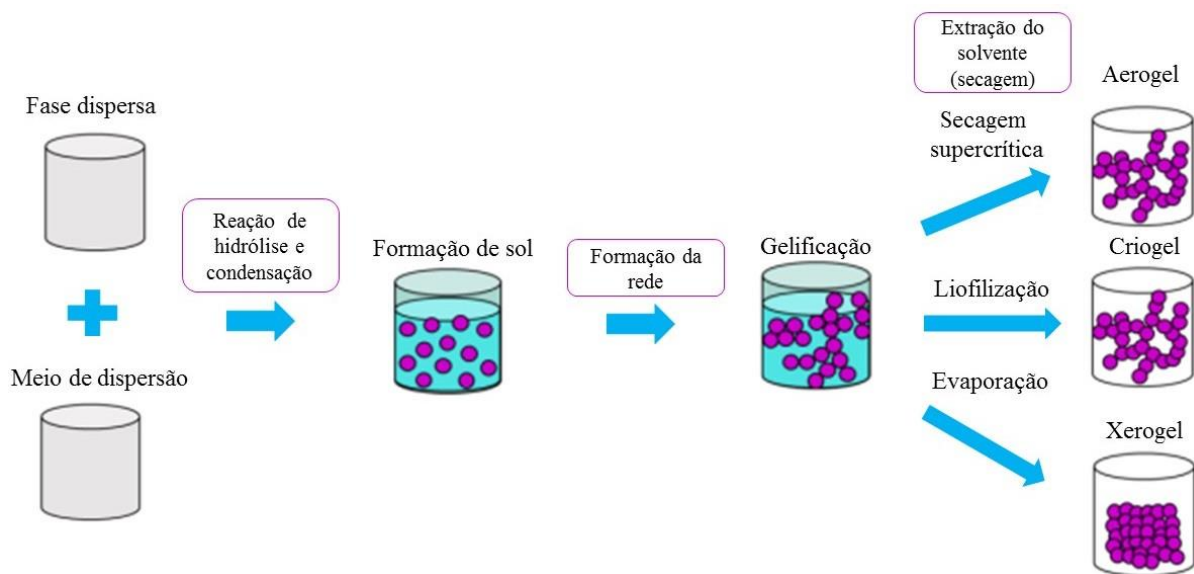 Fase dispersa
Meio de dispersão
Reação de
hidrólise e
condensação
Formação de sol
Formação da
rede
Gelificação
Extração do
solvente
(secagem)
Secagem
supercrítica
Aerogel
Liofilização
Criogel
Evaporação
Xerogel